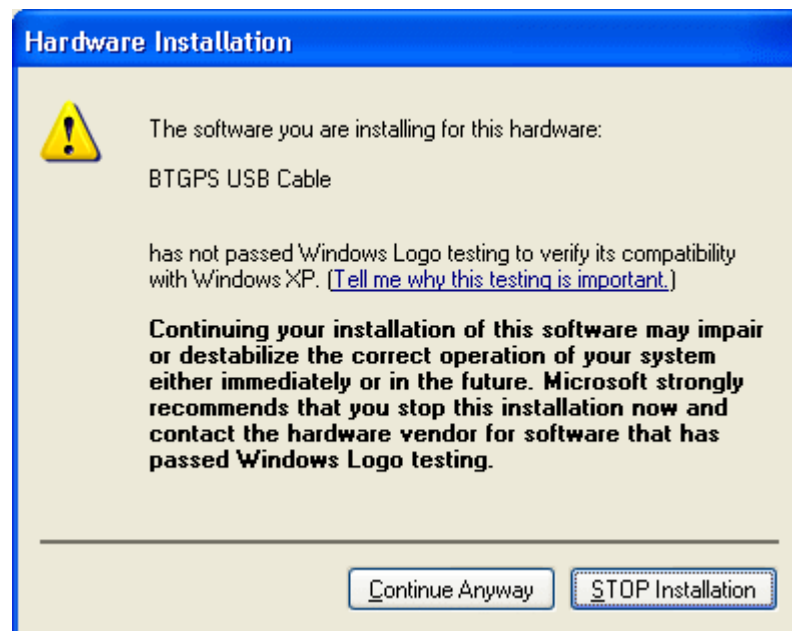 Hardware Installation
The software you are installing for this hardware:
BTGPS USB Cable
has not passed Windows Logo testing to verify its compatibility
with Windows XP. (Tell me why this testing is important.)
Continuing your installation of this software may impair
or destabilize the correct operation of your system
either immediately or in the future. Microsoft strongly
recommends that you stop this installation now and
contact the hardware vendor for software that has
passed Windows Logo testing.
Continue Anyway
STOP Installation